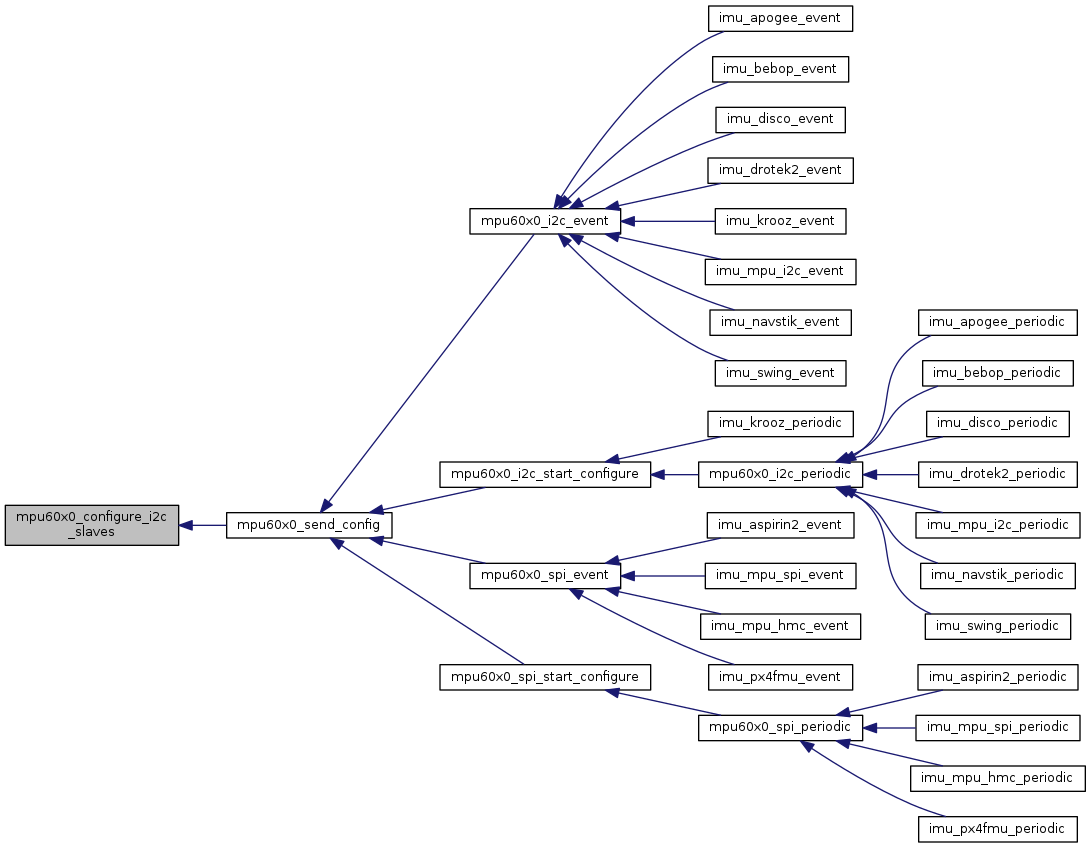 imu_apogee_event
imu_bebop_event
imu_disco_event
imu_drotek2_event
mpu60x0_i2c_event
imu_krooz_event
imu_mpu_i2c_event
imu_navstik_event
imu_apogee_periodic
imu_swing_event
imu_bebop_periodic
imu_krooz_periodic
imu_disco_periodic
mpu60x0_i2c_start_configure
mpu60x0_i2c_periodic
imu_drotek2_periodic
mpu60x0_configure_i2c
_slaves
mpu60x0_send_config
imu_aspirin2_event
imu_mpu_i2c_periodic
mpu60x0_spi_event
imu_mpu_spi_event
imu_navstik_periodic
imu_mpu_hmc_event
imu_swing_periodic
mpu60x0_spi_start_configure
imu_px4fmu_event
imu_aspirin2_periodic
mpu60x0_spi_periodic
imu_mpu_spi_periodic
imu_mpu_hmc_periodic
imu_px4fmu_periodic